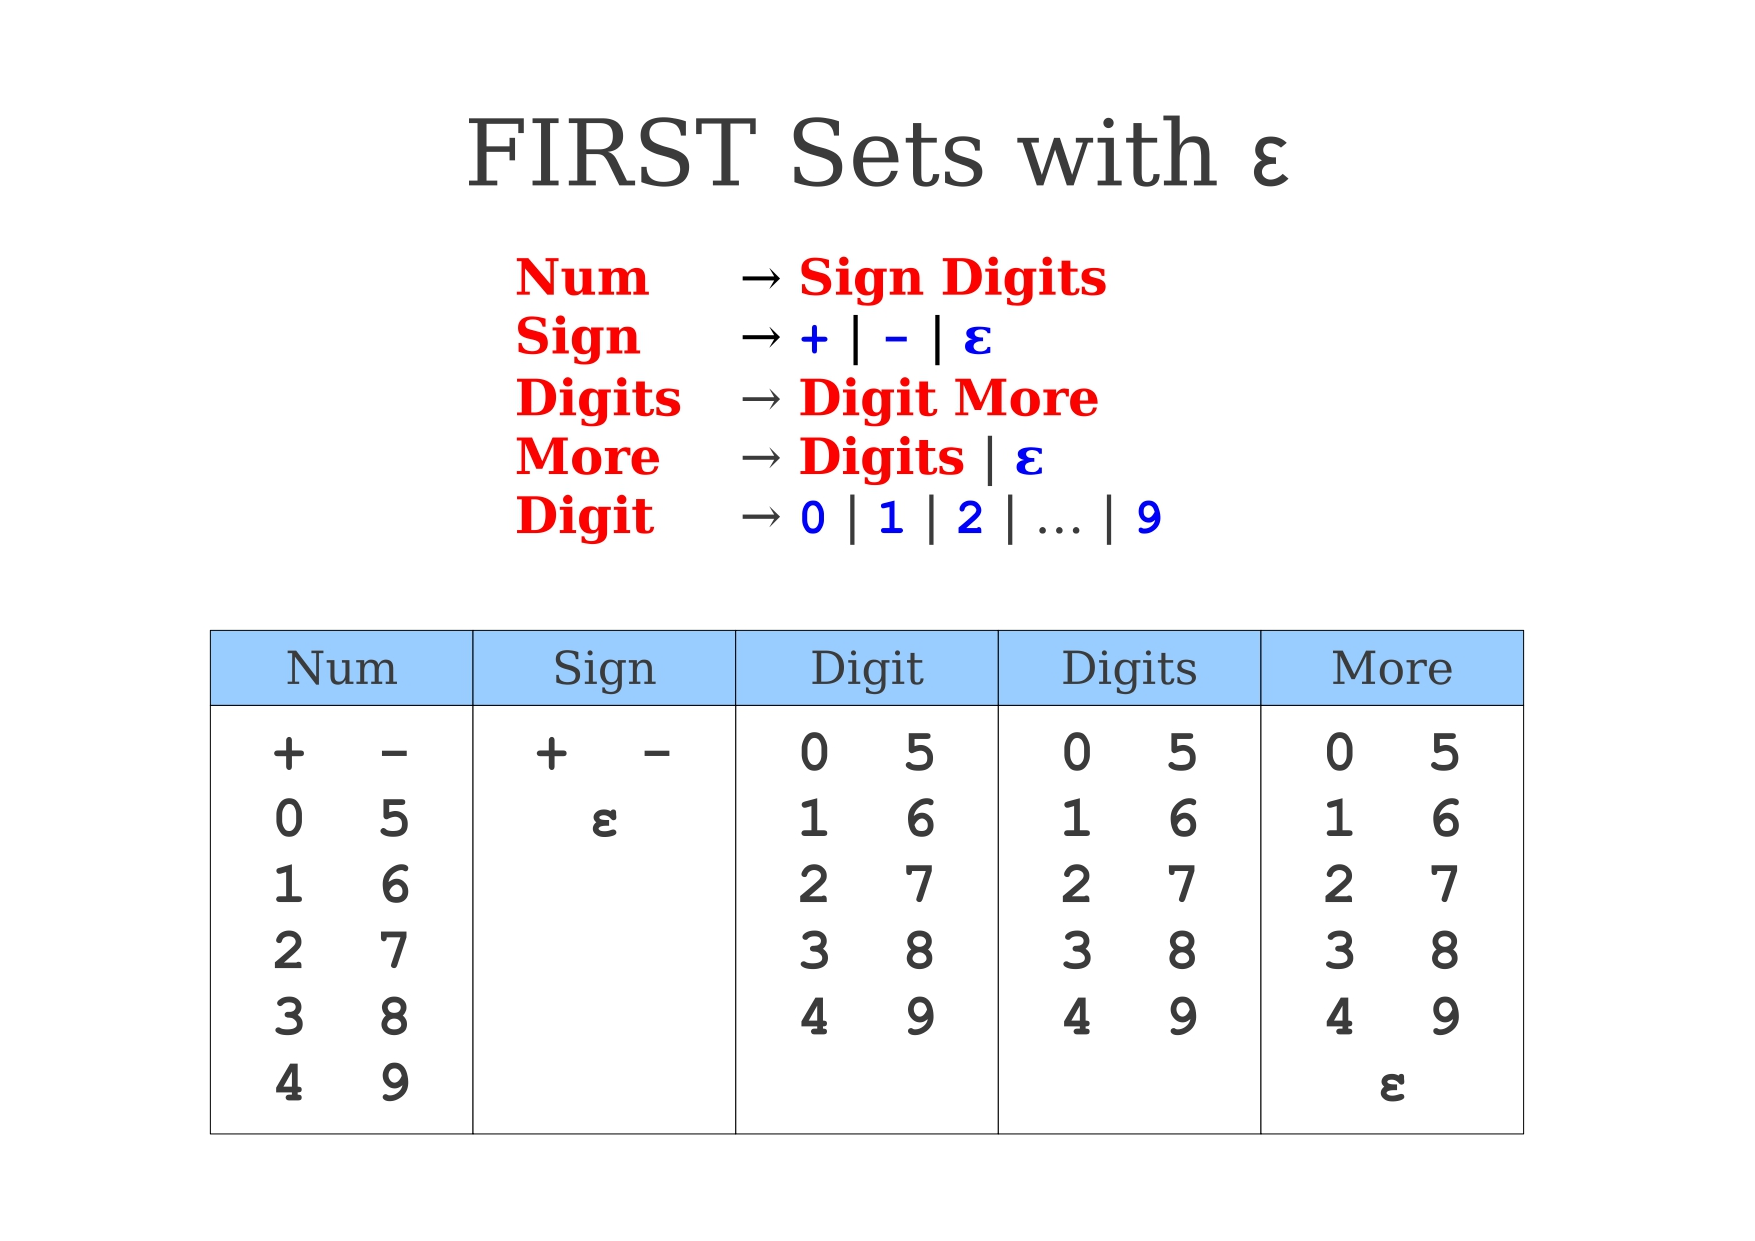 FIRST Sets with ε
Num → Sign Digits
Sign → + | - | ε
Digits → Digit More
More → Digits | ε
Digit → 0 | 1 | 2 | … | 9
Num Sign Digit Digits More
+ - + - 0 5 0 5 0 5
0 5 ε 1 6 1 6 1 6
1 6 2 7 2 7 2 7
2 7 3 8 3 8 3 8
3 8 4 9 4 9 4 9
4 9 ε